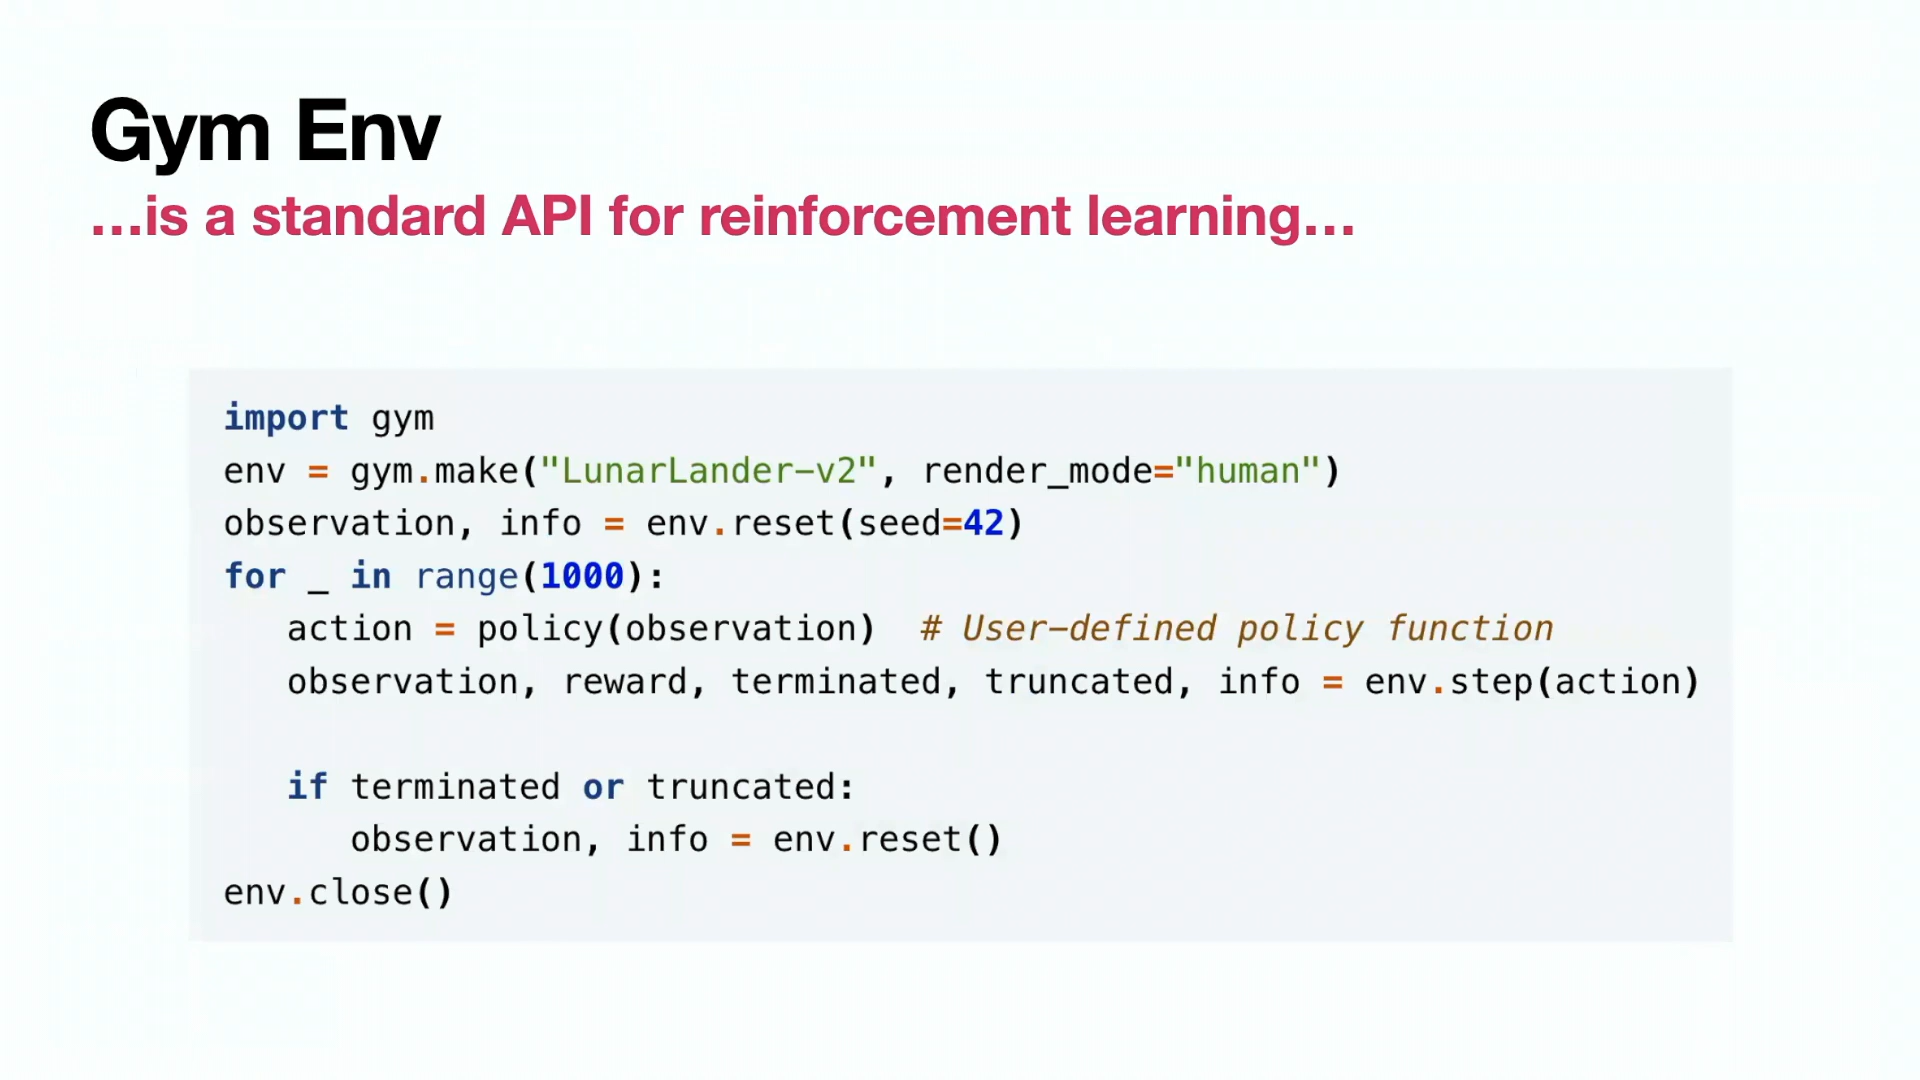 Gym Env
...is a standard API for reinforcement learning...
import gym
env = gym.make("LunarLander-v2", render_mode="human")
observation, info = env.reset(seed=42)
for _ in range(1000):
   action = policy(observation)  # User-defined policy function
   observation, reward, terminated, truncated, info = env.step(action)
   if terminated or truncated:
      observation, info = env.reset()
env.close()